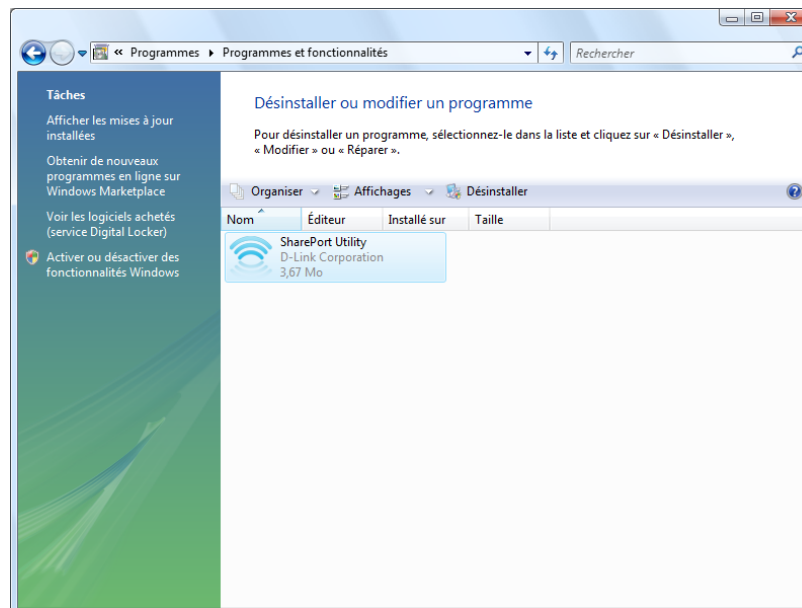 « Programmes Programmes et fonctionnalités Rechercher
Tâches
Afficher les mises à jour
installées
Obtenir de nouveaux
programmes en ligne sur
Windows Marketplace
Voir les logiciels achetés
(service Digital Locker)
Activer ou désactiver des
fonctionnalités Windows
Désinstaller ou modifier un programme
Pour désinstaller un programme, sélectionnez-le dans la liste et cliquez sur « Désinstaller »,
« Modifier » ou « Réparer ».
Organiser Affichages Désinstaller
Nom Éditeur Installé sur Taille
SharePort Utility
D-Link Corporation
3,67 Mo